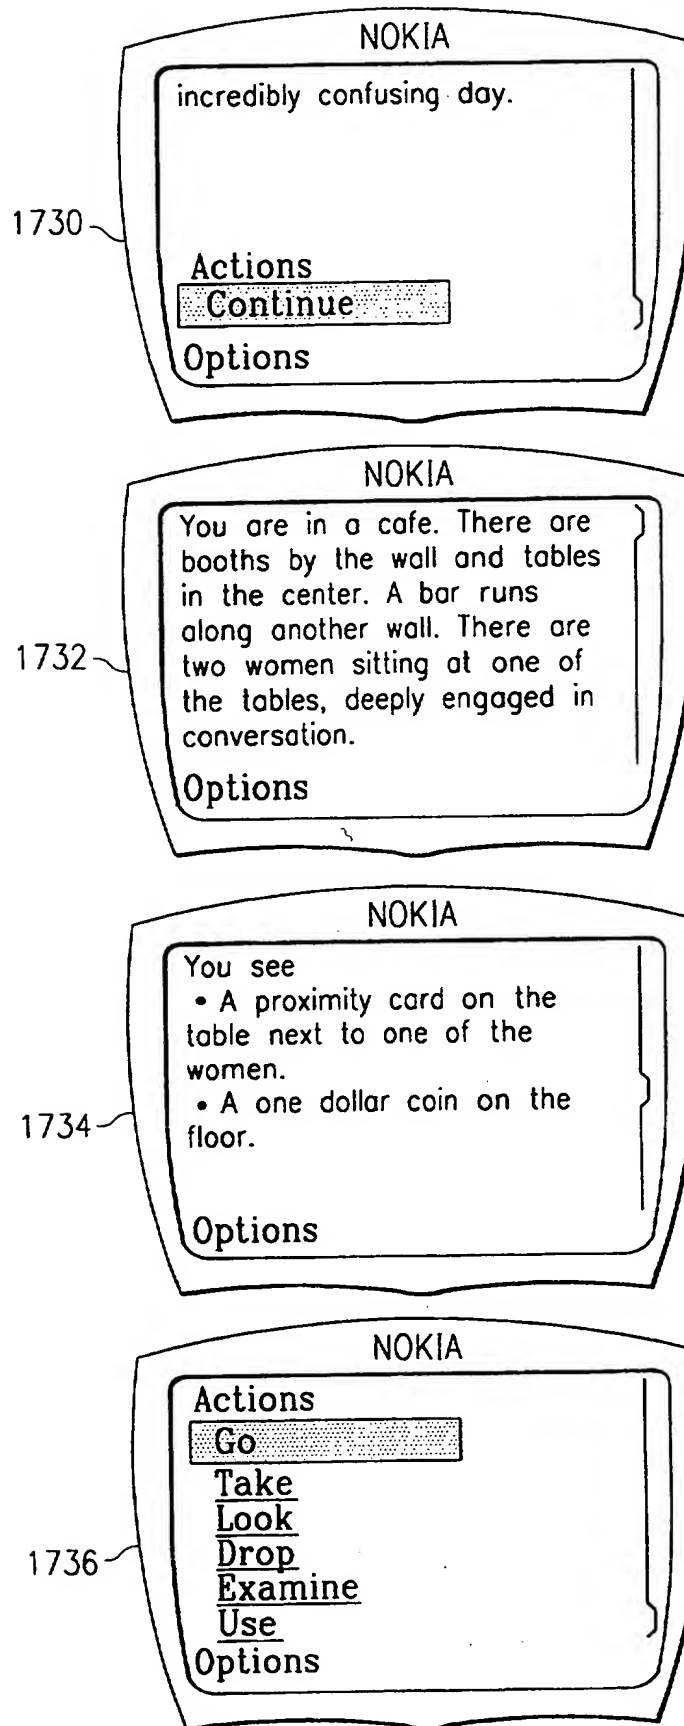 NOKIA
incredibly confusing day.
1730
Actions
Continue
Options
NOKIA
You are in a cafe. There are
booths by the wall and tables
in the center. A bar runs
along another wall. There are
1732
two women sitting at one of
the tables, deeply engaged in
conversation.
Options
NOKIA
You see
• A proximity card on the
table next to one of the
women.
• A one dollar coin on the
1734
floor.
Options
NOKIA
Actions
Go
Take
Look
Drop
1736
Examine
Use
Options